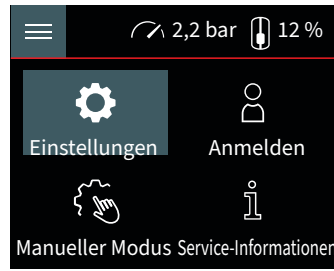 2,2 bar 12 %
Einstellungen Anmelden
Manueller Modus Service-Informationen